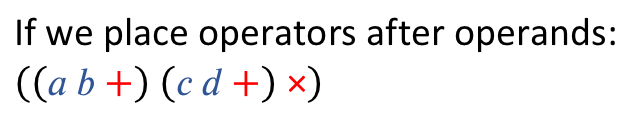 If we place operators after operands:
((a b +) (c d +) ×)